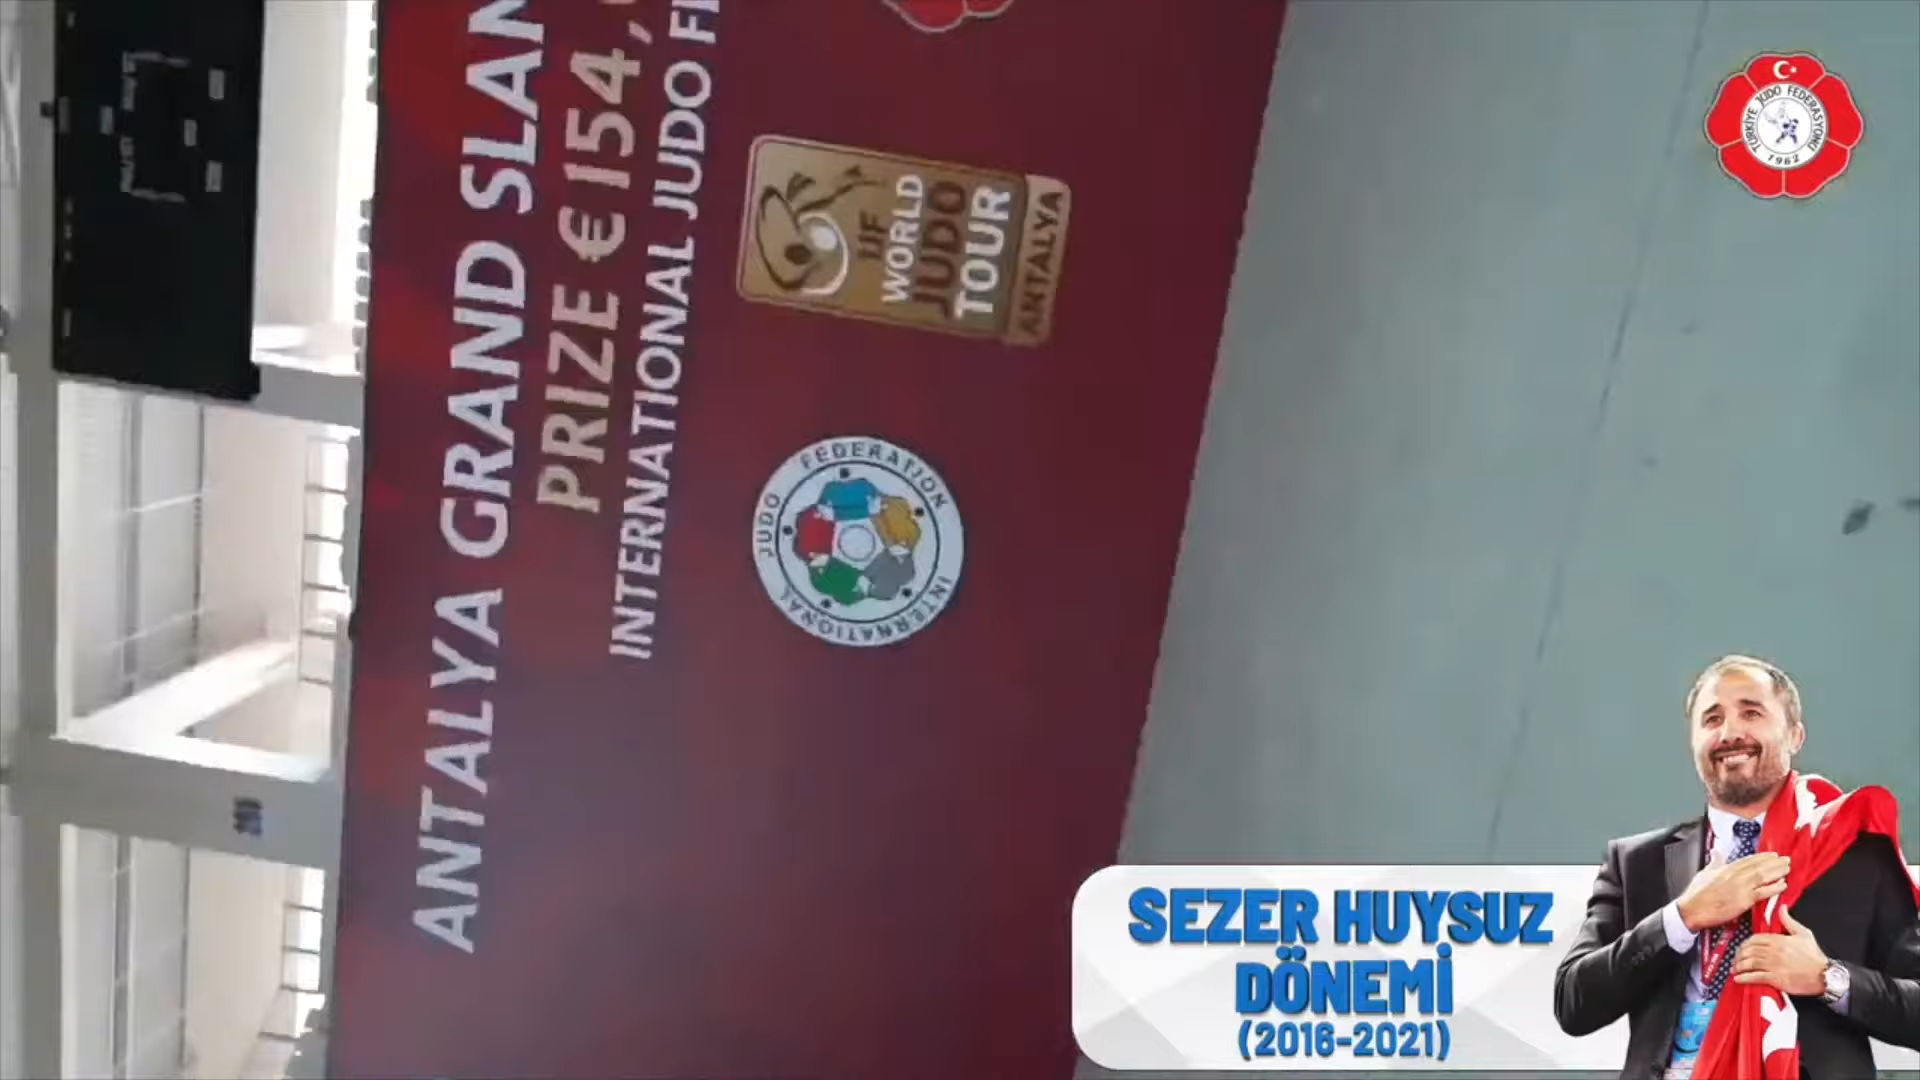 ANTALYA GRAND SLAM
PRIZE €154,
INTERNATIONAL JUDO
IJF
WORLD
JUDO
TOUR
ANTALYA
INTERNATIONAL JUDO FEDERATION
TÜRKİYE JUDO FEDERASYONU
1962
SEZER HUYSUZ
DÖNEMİ
(2016-2021)